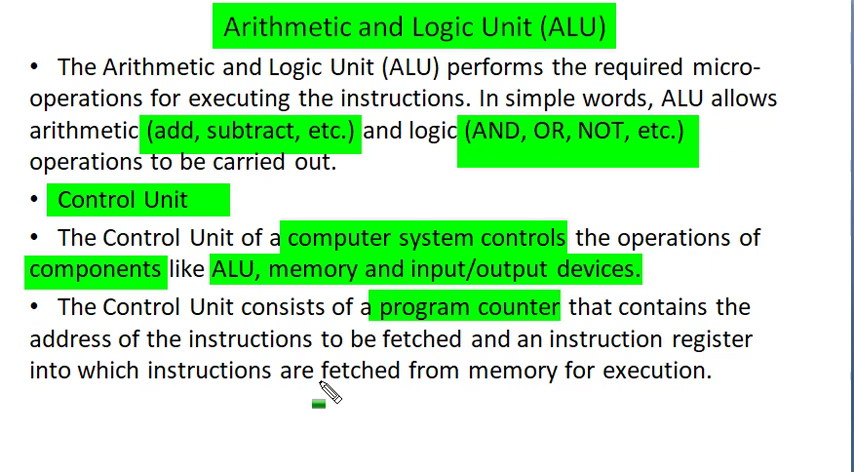 Arithmetic and Logic Unit (ALU)
• The Arithmetic and Logic Unit (ALU) performs the required micro-
operations for executing the instructions. In simple words, ALU allows
arithmetic (add, subtract, etc.) and logic (AND, OR, NOT, etc.)
operations to be carried out.
• Control Unit
• The Control Unit of a computer system controls the operations of
components like ALU, memory and input/output devices.
• The Control Unit consists of a program counter that contains the
address of the instructions to be fetched and an instruction register
into which instructions are fetched from memory for execution.